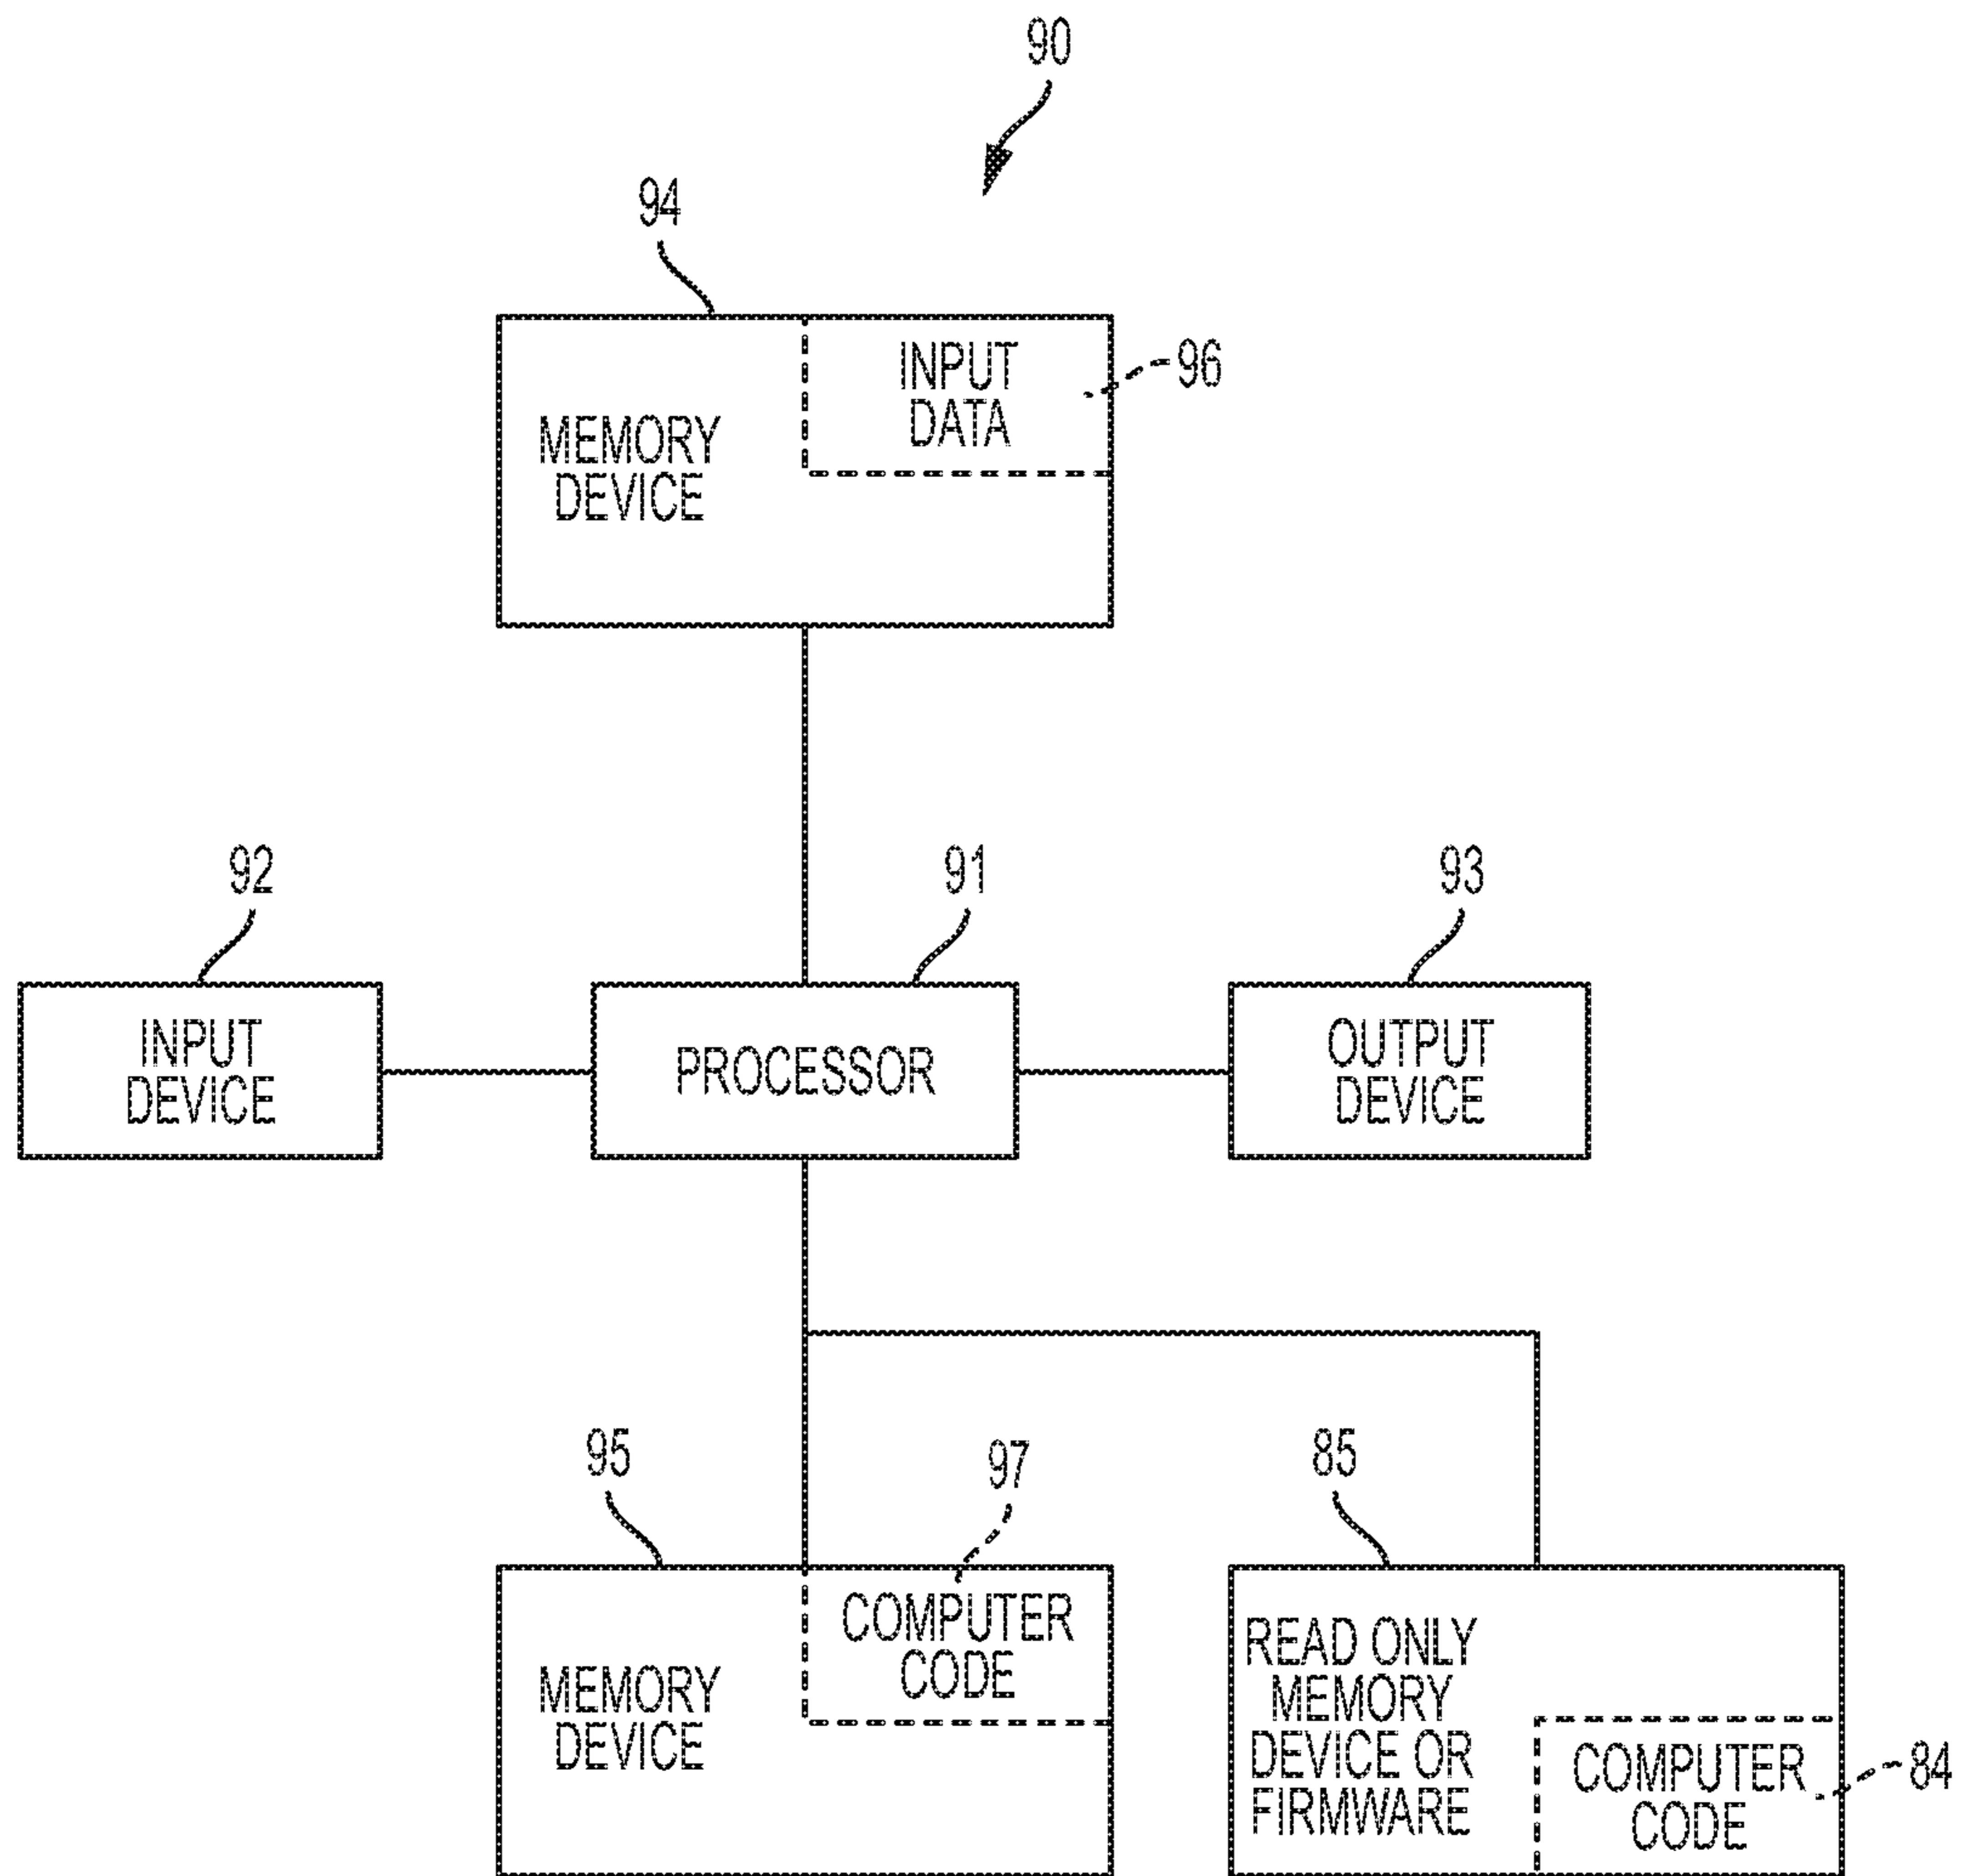 90
94
INPUT
DATA
96
MEMORY
DEVICE
92
91
93
INPUT
DEVICE
PROCESSOR
OUTPUT
DEVICE
95
97
85
COMPUTER
CODE
MEMORY
DEVICE
READ ONLY
MEMORY
DEVICE OR
FIRMWARE
COMPUTER
CODE
84